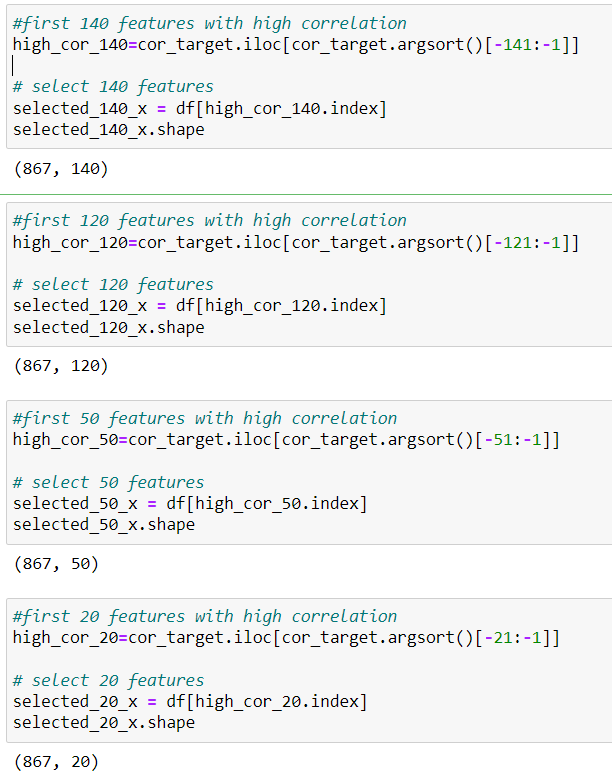 #first 140 features with high correlation
high_cor_140=cor_target.iloc[cor_target.argsort()[-141:-1]]
# select 140 features
selected_140_x = df[high_cor_140.index]
selected_140_x.shape
(867, 140)
#first 120 features with high correlation
high_cor_120=cor_target.iloc[cor_target.argsort()[-121:-1]]
# select 120 features
selected_120_x = df[high_cor_120.index]
selected_120_x.shape
(867, 120)
#first 50 features with high correlation
high_cor_50=cor_target.iloc[cor_target.argsort()[-51:-1]]
# select 50 features
selected_50_x = df[high_cor_50.index]
selected_50_x.shape
(867, 50)
#first 20 features with high correlation
high_cor_20=cor_target.iloc[cor_target.argsort()[-21:-1]]
# select 20 features
selected_20_x = df[high_cor_20.index]
selected_20_x.shape
(867, 20)